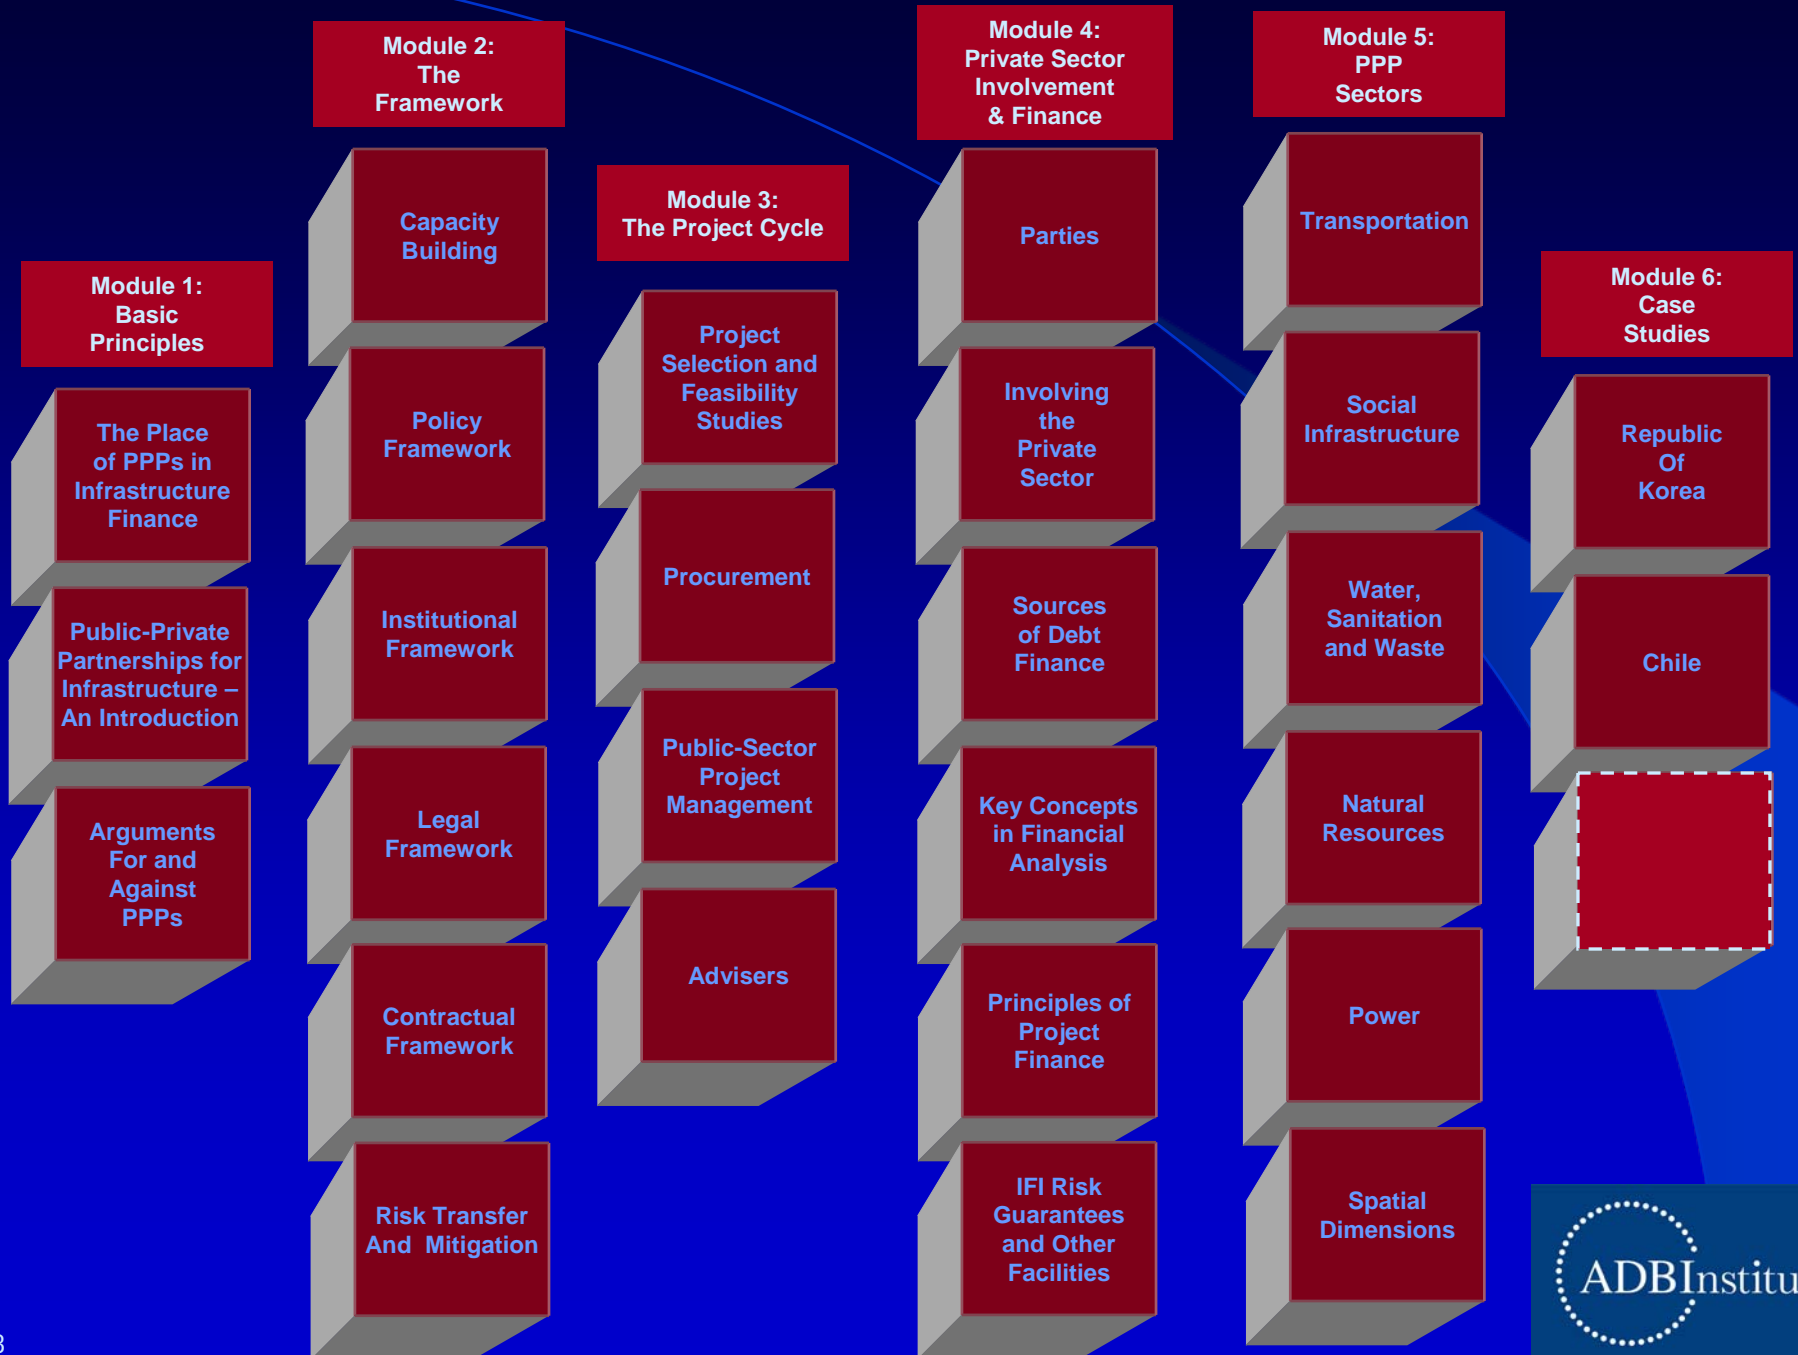 Module 1:
Basic
Principles
The Place
of PPPs in
Infrastructure
Finance
Public-Private
Partnerships for
Infrastructure –
An Introduction
Arguments
For and
Against
PPPs
Module 2:
The
Framework
Capacity
Building
Policy
Framework
Institutional
Framework
Legal
Framework
Contractual
Framework
Risk Transfer
And Mitigation
Module 3:
The Project Cycle
Project
Selection and
Feasibility
Studies
Procurement
Public-Sector
Project
Management
Advisers
Module 4:
Private Sector
Involvement
& Finance
Parties
Involving
the
Private
Sector
Sources
of Debt
Finance
Key Concepts
in Financial
Analysis
Principles of
Project
Finance
IFI Risk
Guarantees
and Other
Facilities
Module 5:
PPP
Sectors
Transportation
Social
Infrastructure
Water,
Sanitation
and Waste
Natural
Resources
Power
Spatial
Dimensions
Module 6:
Case
Studies
Republic
Of
Korea
Chile
ADBInstitu